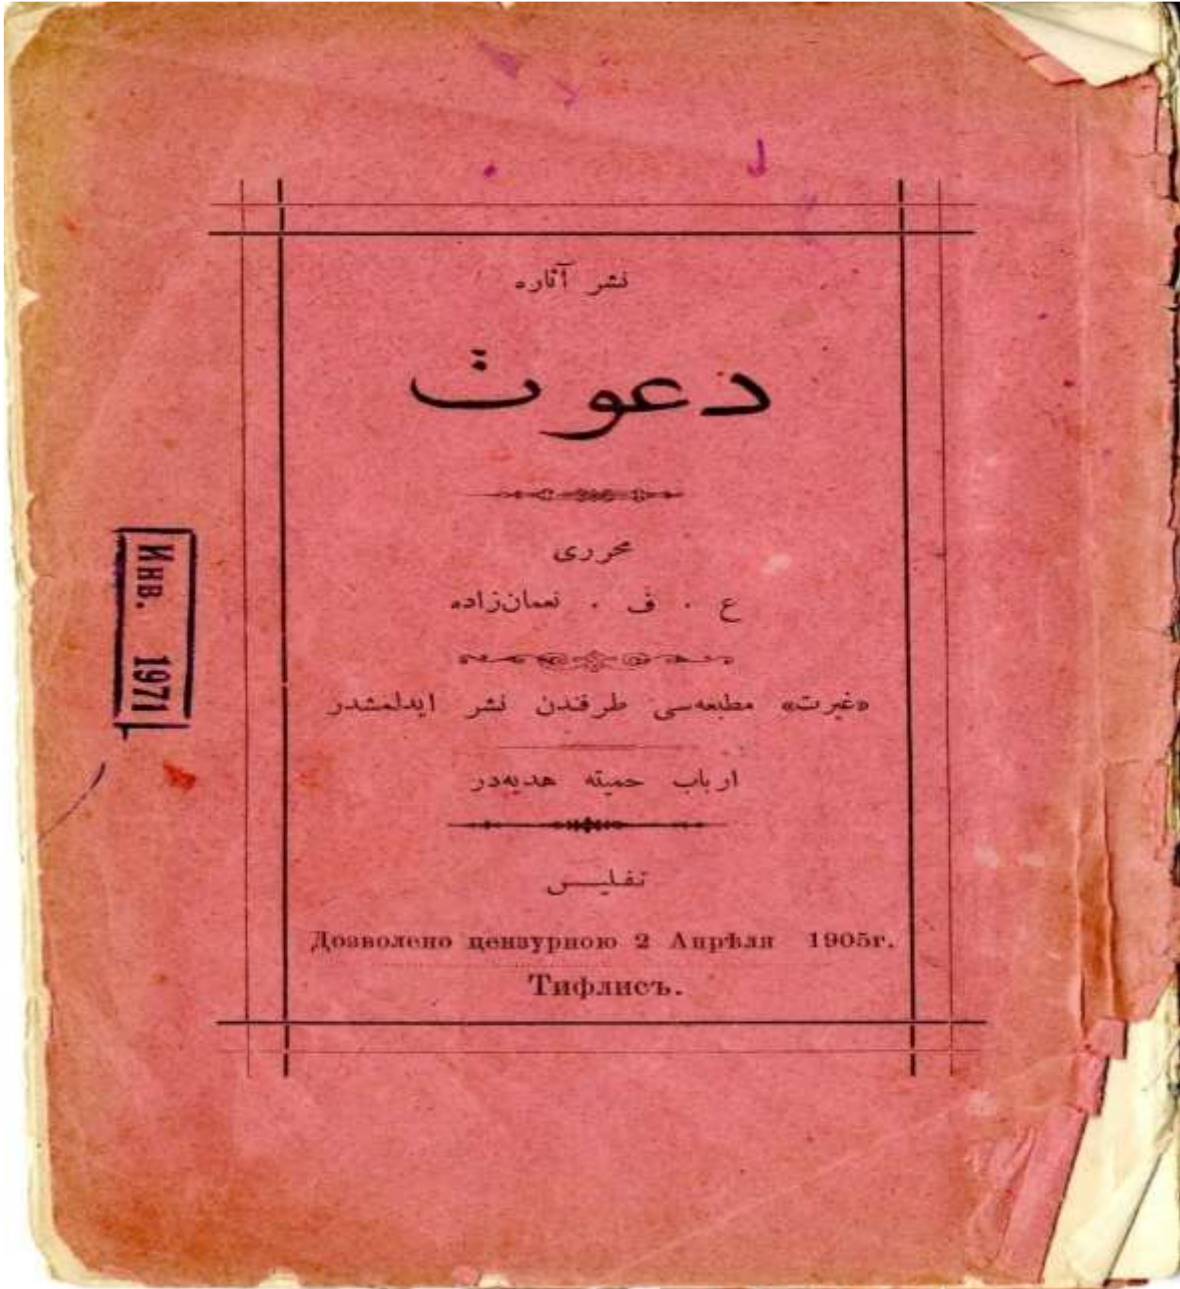 نشر آثاره
دعوت
محرری
ع . ف . نعمان‌زاده
«غیرت» مطبعه‌سی طرفندن نشر ایدلمشدر
ارباب حمیته هدیه‌در
تفلیس
Дозволено цензурною 2 Апрѣля 1905г.
Тифлисъ.
Инв. 1971